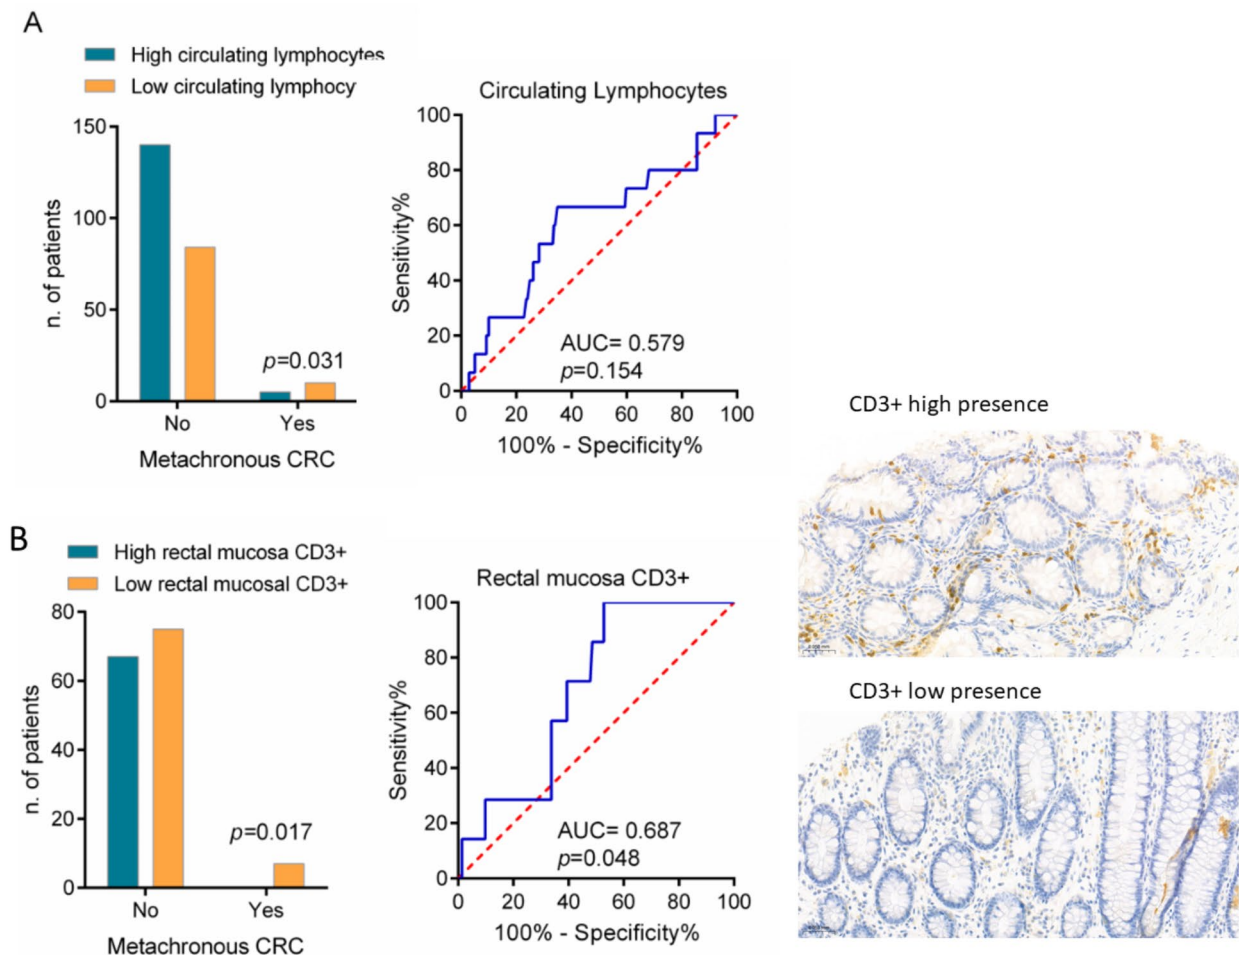 A
High circulating lymphocytes
Low circulating lymphocy
150
100
50
0
n. of patients
p=0.031
No
Yes
Metachronous CRC
Circulating Lymphocytes
100
80
60
40
20
0
Sensitivity%
AUC= 0.579
p=0.154
0 20 40 60 80 100
100% - Specificity%
B
High rectal mucosa CD3+
Low rectal mucosal CD3+
80
60
40
20
0
n. of patients
p=0.017
No
Yes
Metachronous CRC
Rectal mucosa CD3+
100
80
60
40
20
0
Sensitivity%
AUC= 0.687
p=0.048
0 20 40 60 80 100
100% - Specificity%
CD3+ high presence
CD3+ low presence